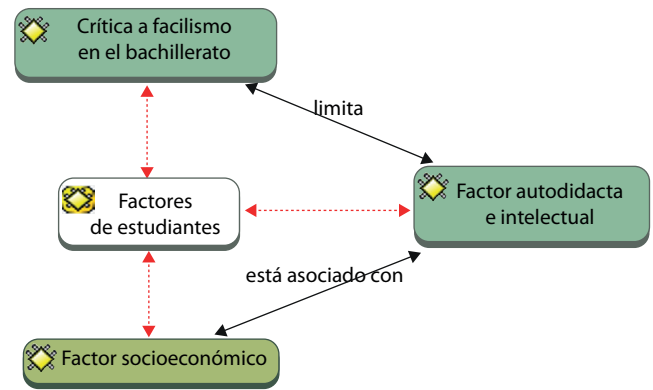 Crítica a facilismo
en el bachillerato
limita
Factor autodidacta
e intelectual
Factores
de estudiantes
está asociado con
Factor socioeconómico